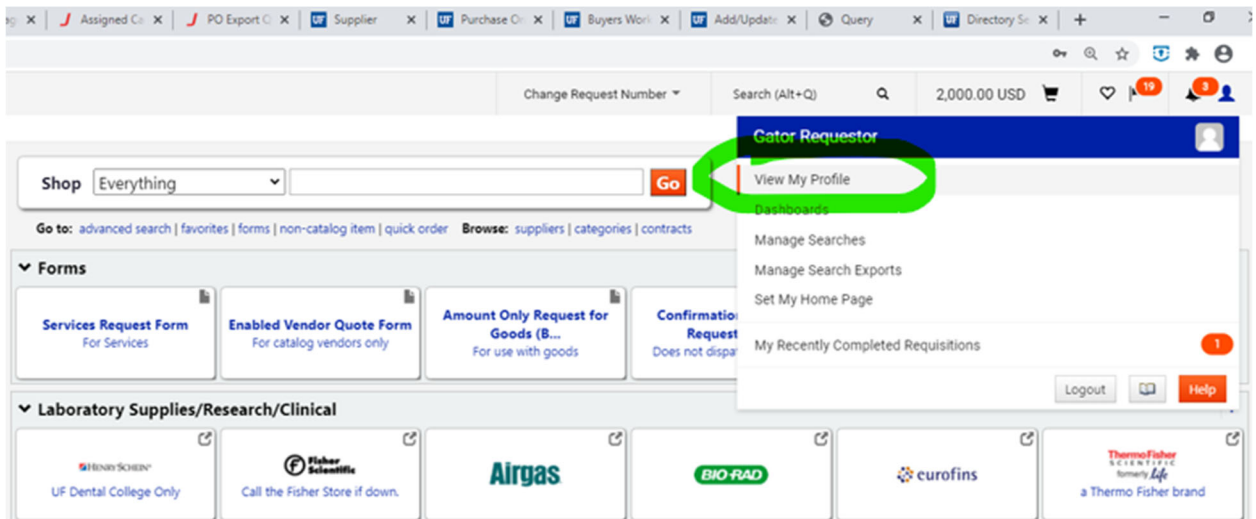 Assigned Ca
PO Export Q
UF Supplier
UF Purchase Or
UF Buyers Work
UF Add/Update
Query
UF Directory Se
Change Request Number
Search (Alt+Q)
2,000.00 USD
19
3
Gator Requestor
View My Profile
Dashboards
Manage Searches
Manage Search Exports
Set My Home Page
My Recently Completed Requisitions 1
Logout
Help
Shop Everything Go
Go to: advanced search | favorites | forms | non-catalog item | quick order Browse: suppliers | categories | contracts
Forms
Services Request Form
For Services
Enabled Vendor Quote Form
For catalog vendors only
Amount Only Request for
Goods (B...
For use with goods
Confirmatio
Request
Does not dispat
Laboratory Supplies/Research/Clinical
HENRY SCHEIN
UF Dental College Only
Fisher
Scientific
Call the Fisher Store if down.
Airgas
BIO-RAD
eurofins
ThermoFisher
SCIENTIFIC
formerly life
a Thermo Fisher brand